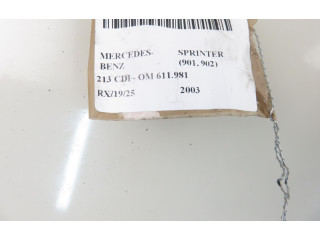 MERCEDES- SPRINTER
BENZ (901, 902)
213 CDI - OM 611.981
RX/19/25 2003